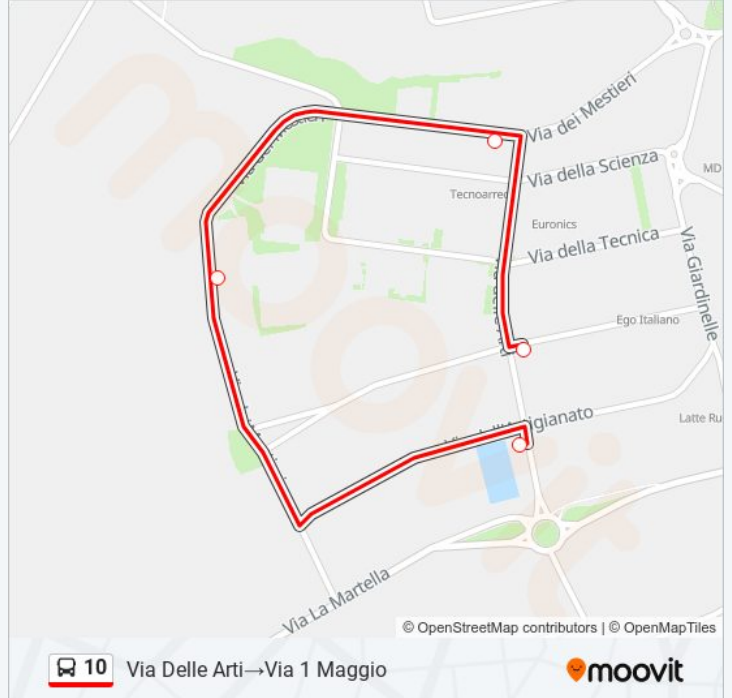 Via dei Mestieri
Via della Scienza
MD
Tecnoarred
Euronics
Via della Tecnica
Via Giardinelle
Ego Italiano
Latte Ru
Via La Martella
© OpenStreetMap contributors | © OpenMapTiles
10
Via Delle Arti→Via 1 Maggio
moovit